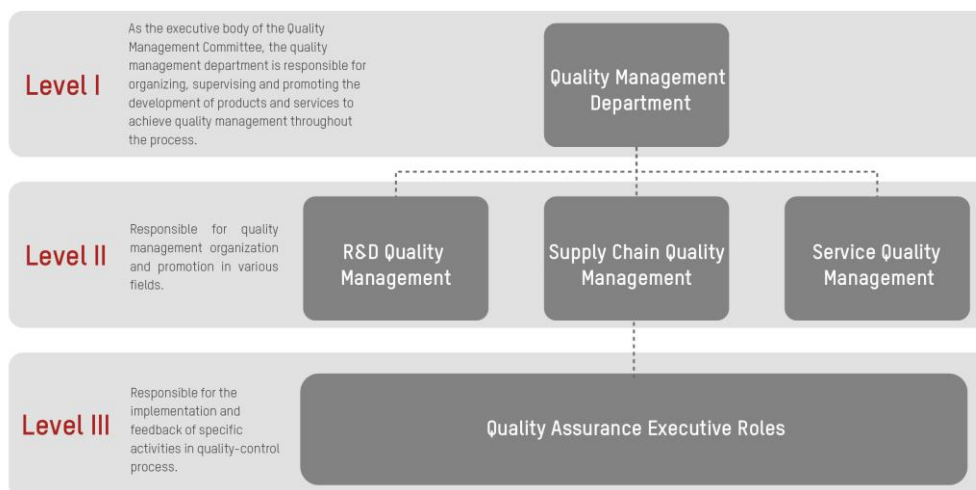 Level I
As the executive body of the Quality
Management Committee, the quality
management department is responsible for
organizing, supervising and promoting the
development of products and services to
achieve quality management throughout
the process.
Quality Management
Department
Level II
Responsible for quality
management organization
and promotion in various
fields.
R&D Quality
Management
Supply Chain Quality
Management
Service Quality
Management
Level III
Responsible for the
implementation and
feedback of specific
activities in quality-control
process.
Quality Assurance Executive Roles